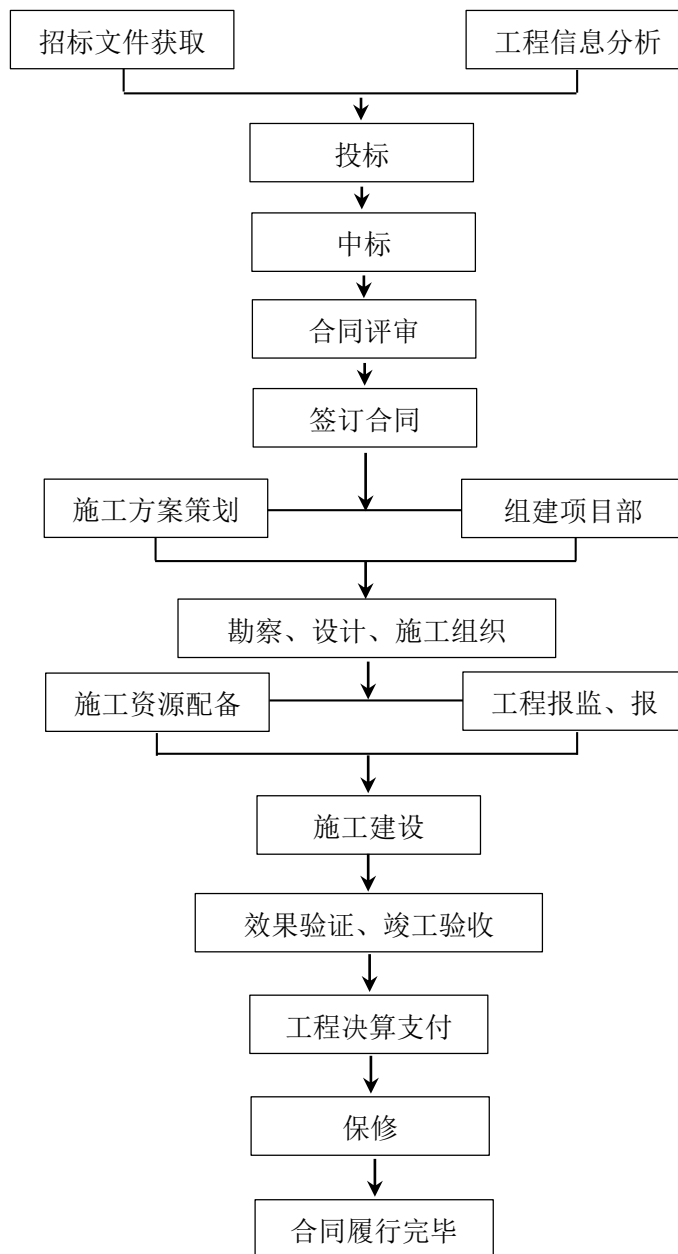 招标文件获取
工程信息分析
投标
中标
合同评审
签订合同
施工方案策划
组建项目部
勘察、设计、施工组织
施工资源配备
工程报监、报
施工建设
效果验证、竣工验收
工程决算支付
保修
合同履行完毕